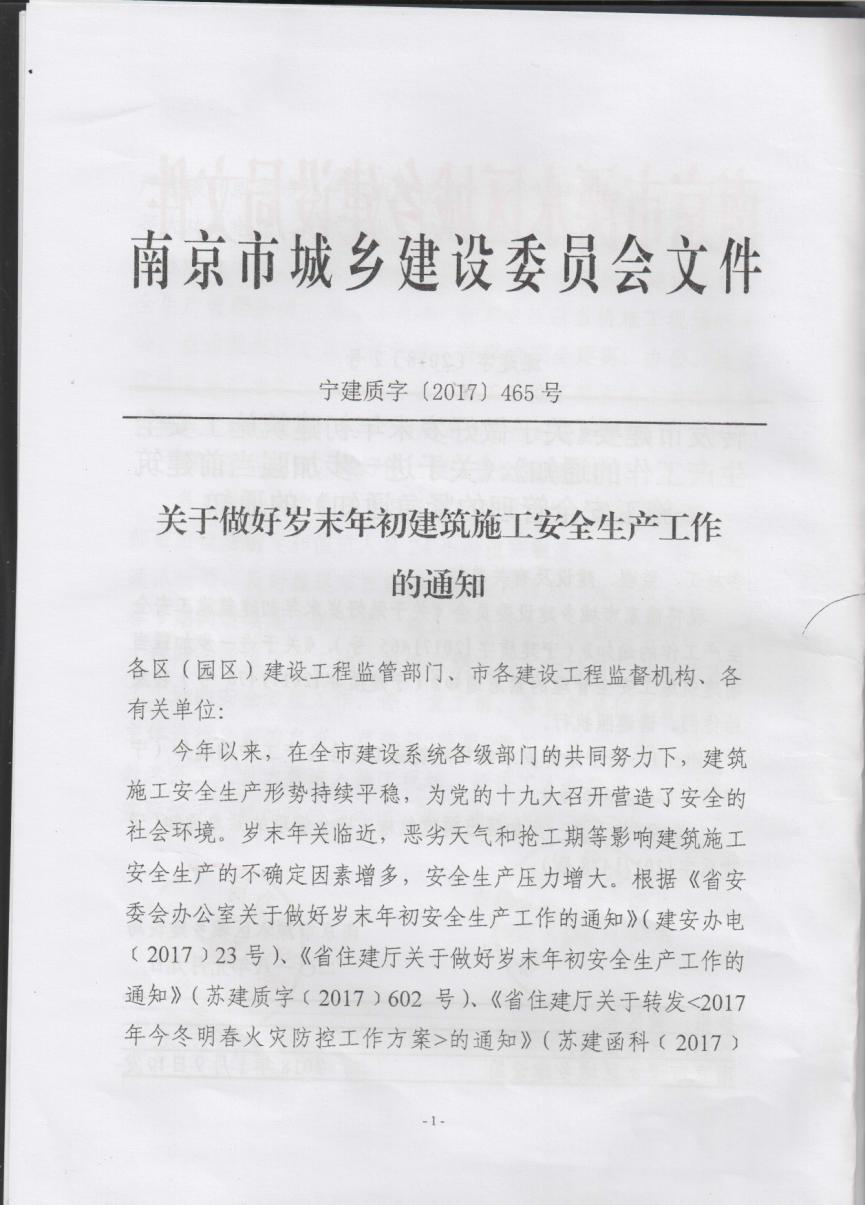 南京市城乡建设委员会文件
宁建质字〔2017〕465号
关于做好岁末年初建筑施工安全生产工作
的通知
各区（园区）建设工程监管部门、市各建设工程监督机构、各
有关单位：
今年以来，在全市建设系统各级部门的共同努力下，建筑
施工安全生产形势持续平稳，为党的十九大召开营造了安全的
社会环境。岁末年关临近，恶劣天气和抢工期等影响建筑施工
安全生产的不确定因素增多，安全生产压力增大。根据《省安
委会办公室关于做好岁末年初安全生产工作的通知》（建安办电
〔2017〕23号）、《省住建厅关于做好岁末年初安全生产工作的
通知》（苏建质字〔2017〕602 号）、《省住建厅关于转发<2017
年今冬明春火灾防控工作方案>的通知》（苏建函科〔2017〕
- 1 -